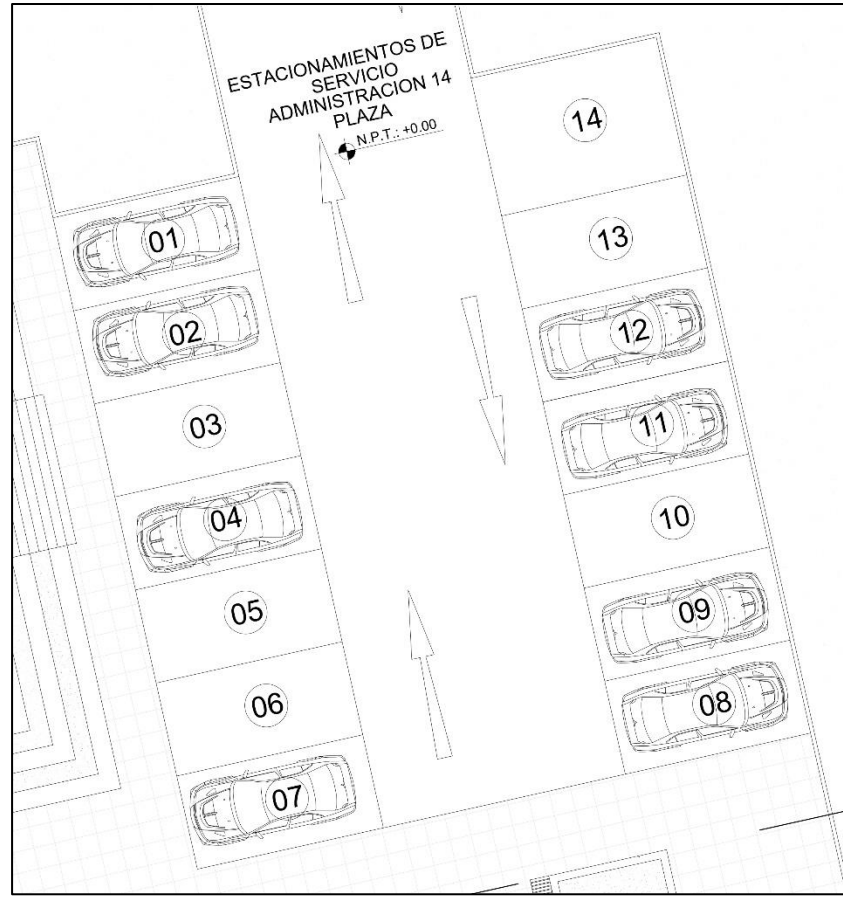 ESTACIONAMIENTOS DE
SERVICIO
ADMINISTRACION 14
PLAZA
N.P.T.: +0.00
01
02
03
04
05
06
07
14
13
12
11
10
09
08